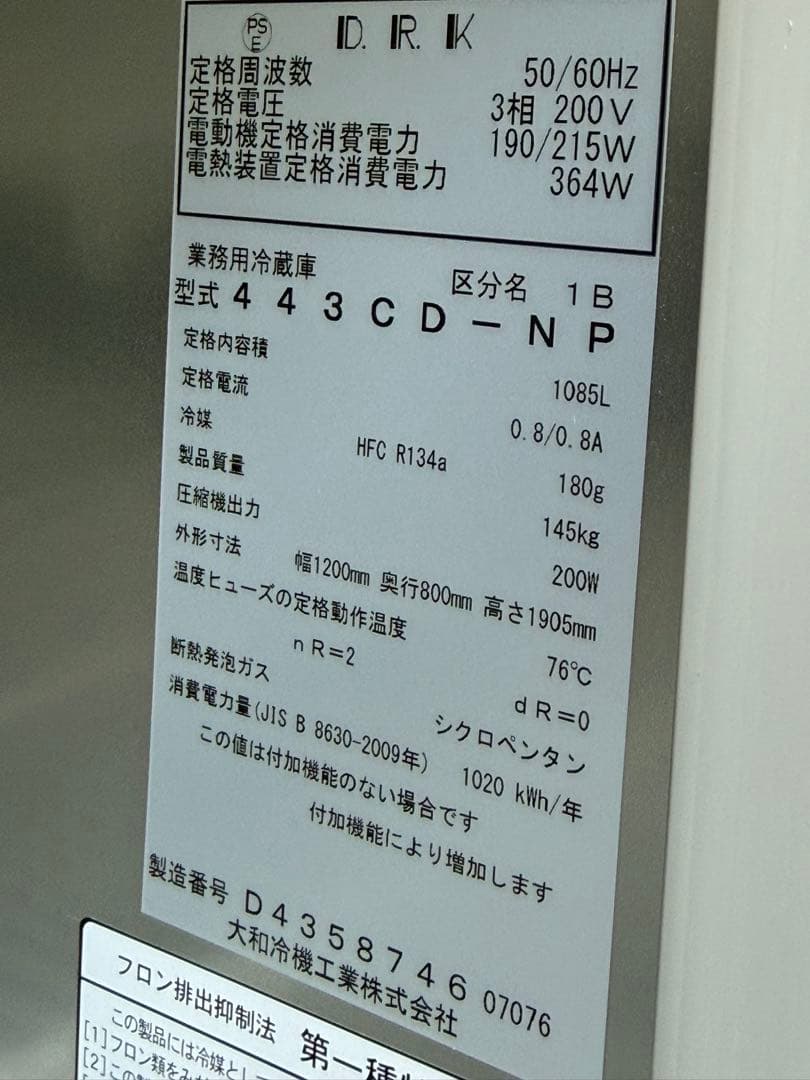 PS E D.R.K
定格周波数 50/60Hz
定格電圧 3相 200V
電動機定格消費電力 190/215W
電熱装置定格消費電力 364W
業務用冷蔵庫 区分名 1B
型式 443CD-NP
定格内容積 1085L
定格電流 0.8/0.8A
冷媒 HFC R134a 180g
製品質量 145kg
圧縮機出力 200W
外形寸法 幅1200mm 奥行800mm 高さ1905mm
温度ヒューズの定格動作温度 76℃
nR=2 dR=0
断熱発泡ガス シクロペンタン
消費電力量(JIS B 8630-2009年) 1020 kWh/年
この値は付加機能のない場合です
付加機能により増加します
製造番号 D4358746 07076
大和冷機工業株式会社
フロン排出抑制法 第一種
この製品には冷媒とし
[1]フロン類をみ
[2]この